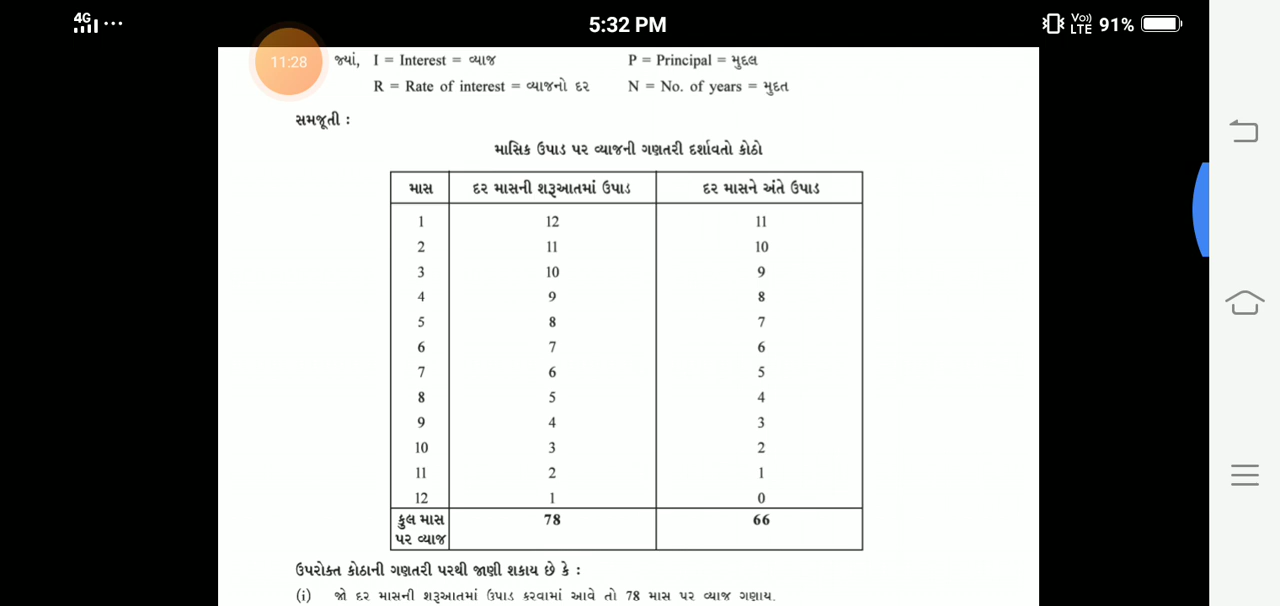 4G ... 5:32 PM Vo)) LTE 91%
11:28
જ્યાં, I = Interest = વ્યાજ P = Principal = મુદ્દલ
R = Rate of interest = વ્યાજનો દર N = No. of years = મુદત
સમજૂતી :
માસિક ઉપાડ પર વ્યાજની ગણતરી દર્શાવતો કોઠો
માસ દર માસની શરૂઆતમાં ઉપાડ દર માસને અંતે ઉપાડ
1 12 11
2 11 10
3 10 9
4 9 8
5 8 7
6 7 6
7 6 5
8 5 4
9 4 3
10 3 2
11 2 1
12 1 0
કુલ માસ 78 66
પર વ્યાજ
ઉપરોક્ત કોઠાની ગણતરી પરથી જાણી શકાય છે કે :
(i) જો દર માસની શરૂઆતમાં ઉપાડ કરવામાં આવે તો 78 માસ પર વ્યાજ ગણાય.